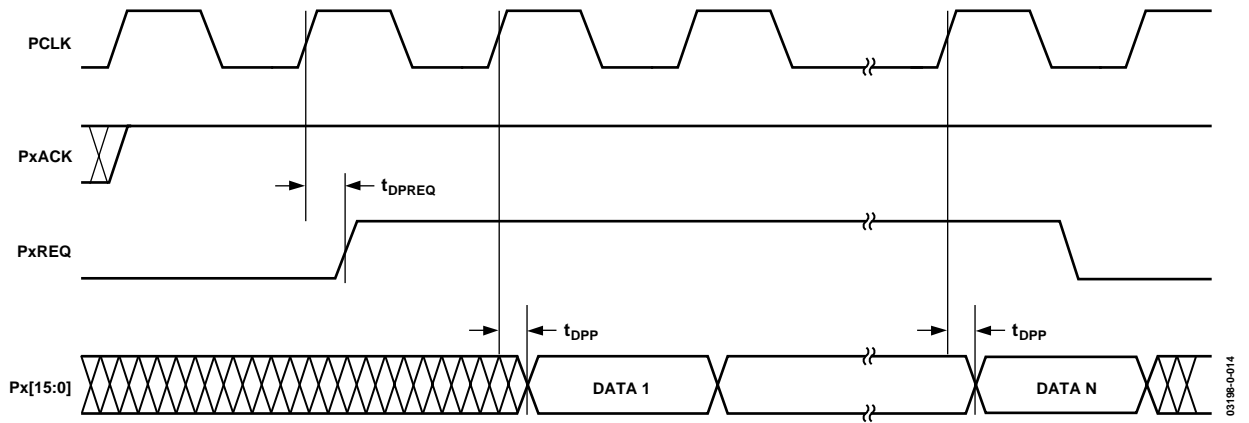 PCLK
PxACK
tDPREQ
PxREQ
tDPP
tDPP
Px[15:0]
DATA 1
DATA N
03198-0-014